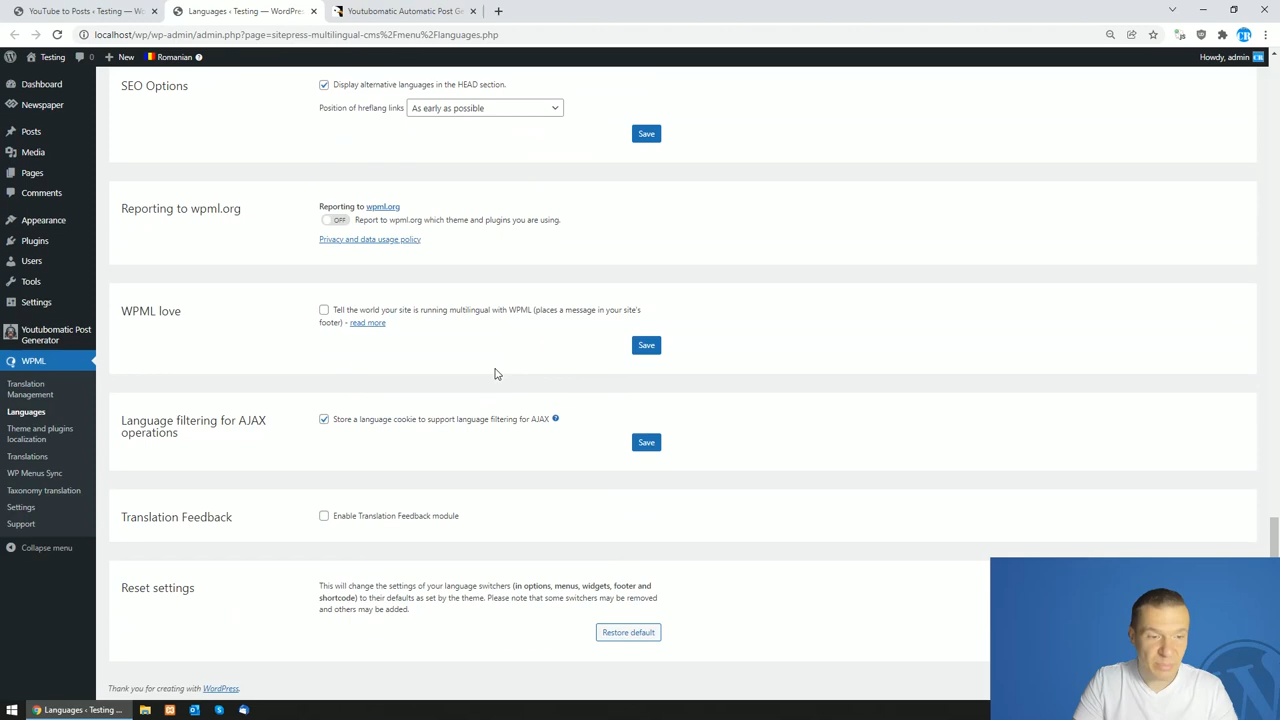 YouTube to Posts ‹ Testing — W
Languages ‹ Testing — WordPres
Youtubomatic Automatic Post Ge
localhost/wp/wp-admin/admin.php?page=sitepress-multilingual-cms%2Fmenu%2Flanguages.php
Testing 0 New Romanian
Howdy, admin
Dashboard
Newspaper
Posts
Media
Pages
Comments
Appearance
Plugins
Users
Tools
Settings
Youtubomatic Post
Generator
WPML
Translation
Management
Languages
Theme and plugins
localization
Translations
WP Menus Sync
Taxonomy translation
Settings
Support
Collapse menu
SEO Options
Display alternative languages in the HEAD section.
Position of hreflang links As early as possible
Save
Reporting to wpml.org
Reporting to wpml.org
OFF Report to wpml.org which theme and plugins you are using.
Privacy and data usage policy
WPML love
Tell the world your site is running multilingual with WPML (places a message in your site's
footer) - read more
Save
Language filtering for AJAX
operations
Store a language cookie to support language filtering for AJAX
Save
Translation Feedback
Enable Translation Feedback module
Reset settings
This will change the settings of your language switchers (in options, menus, widgets, footer and
shortcode) to their defaults as set by the theme. Please note that some switchers may be removed
and others may be added.
Restore default
Thank you for creating with WordPress.
Languages ‹ Testing ...